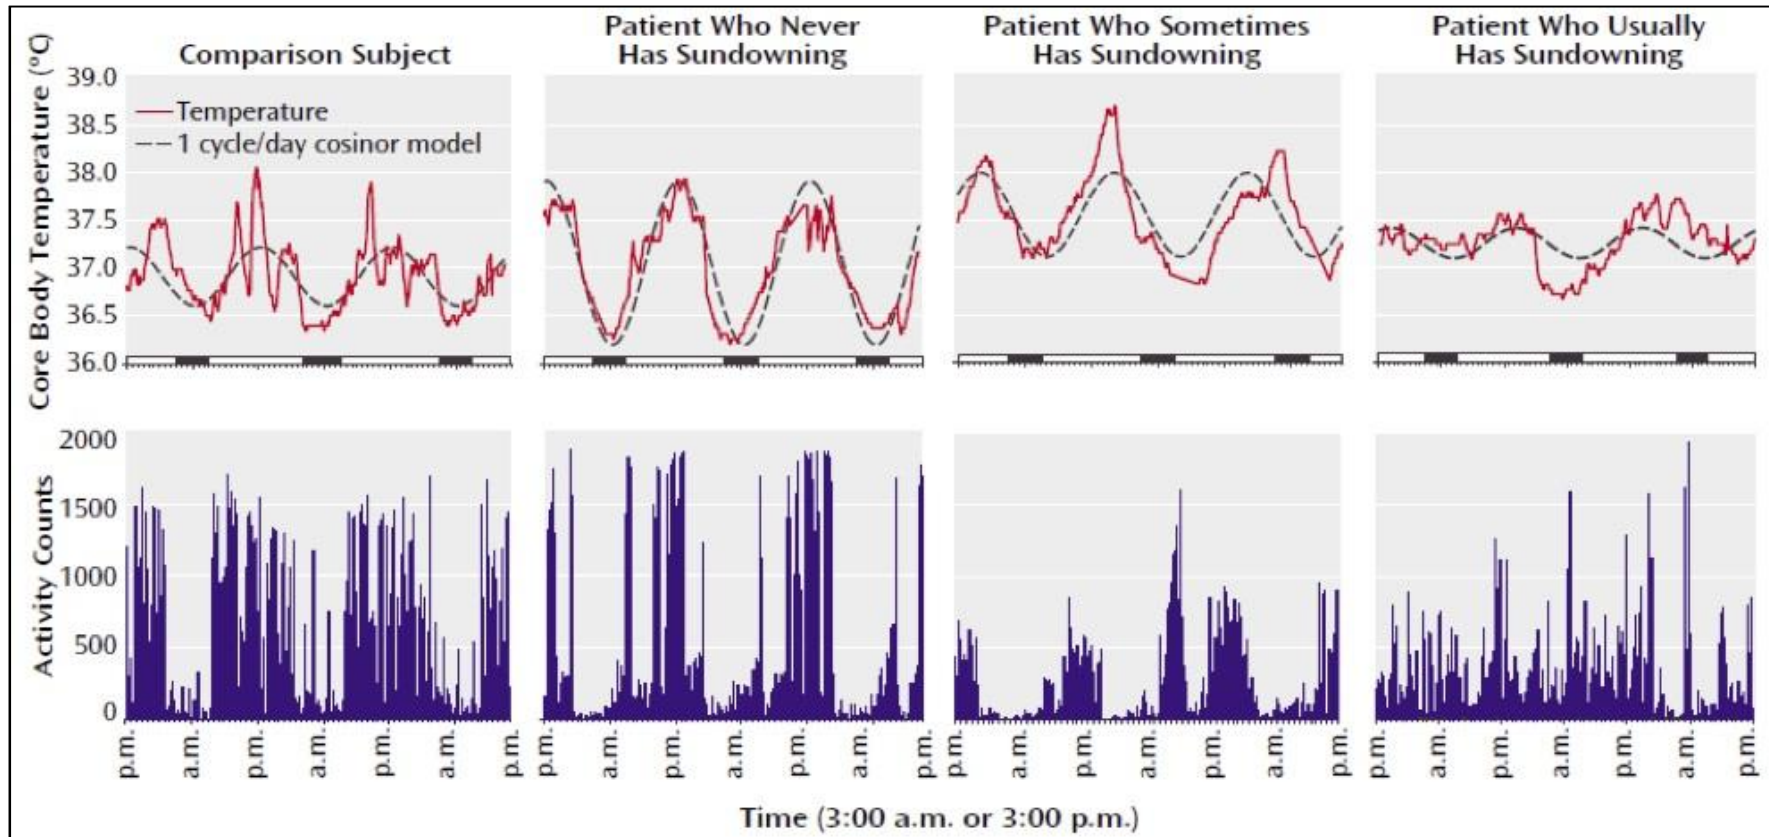 Comparison Subject
Patient Who Never
Has Sundowning
Patient Who Sometimes
Has Sundowning
Patient Who Usually
Has Sundowning
Core Body Temperature (°C)
39.0
38.5
38.0
37.5
37.0
36.5
36.0
Temperature
1 cycle/day cosinor model
Activity Counts
2000
1500
1000
500
0
p.m. a.m. p.m. a.m. p.m. a.m. p.m.
p.m. a.m. p.m. a.m. p.m. a.m. p.m.
p.m. a.m. p.m. a.m. p.m. a.m. p.m.
p.m. a.m. p.m. a.m. p.m. a.m. p.m.
Time (3:00 a.m. or 3:00 p.m.)